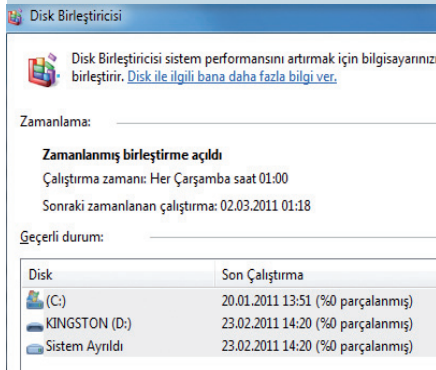 Disk Birleştiricisi
Disk Birleştiricisi sistem performansını artırmak için bilgisayarınızı
birleştirir. Disk ile ilgili bana daha fazla bilgi ver.
Zamanlama:
Zamanlanmış birleştirme açıldı
Çalıştırma zamanı: Her Çarşamba saat 01:00
Sonraki zamanlanan çalıştırma: 02.03.2011 01:18
Geçerli durum:
Disk Son Çalıştırma
(C:) 20.01.2011 13:51 (%0 parçalanmış)
KINGSTON (D:) 23.02.2011 14:20 (%0 parçalanmış)
Sistem Ayrıldı 23.02.2011 14:20 (%0 parçalanmış)